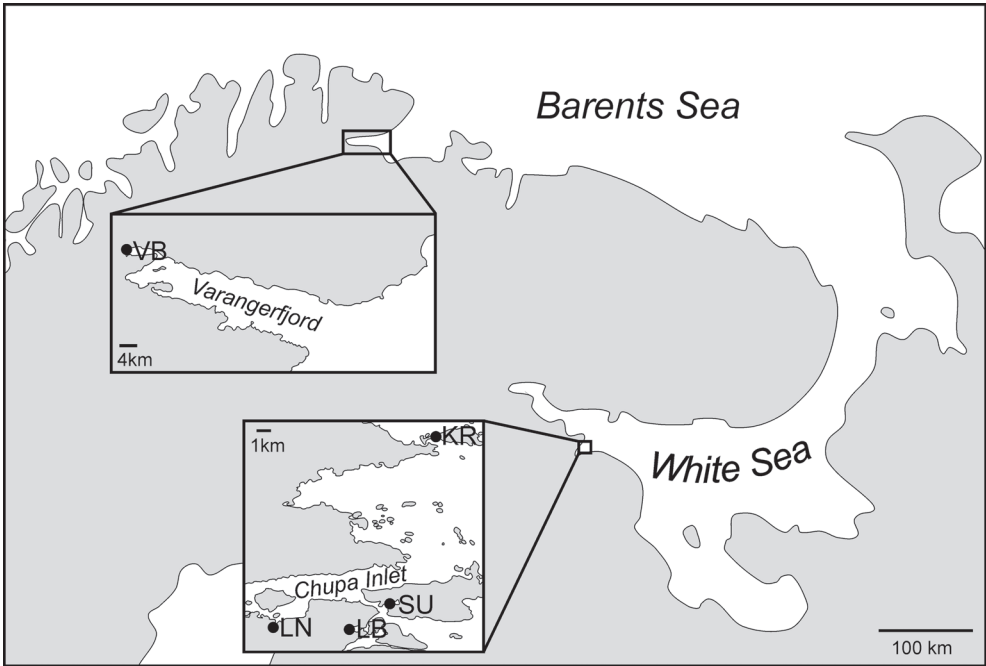 Barents Sea
VB
Varangerfjord
4km
1km
KR
White Sea
Chupa Inlet
SU
LN
LB
100 km